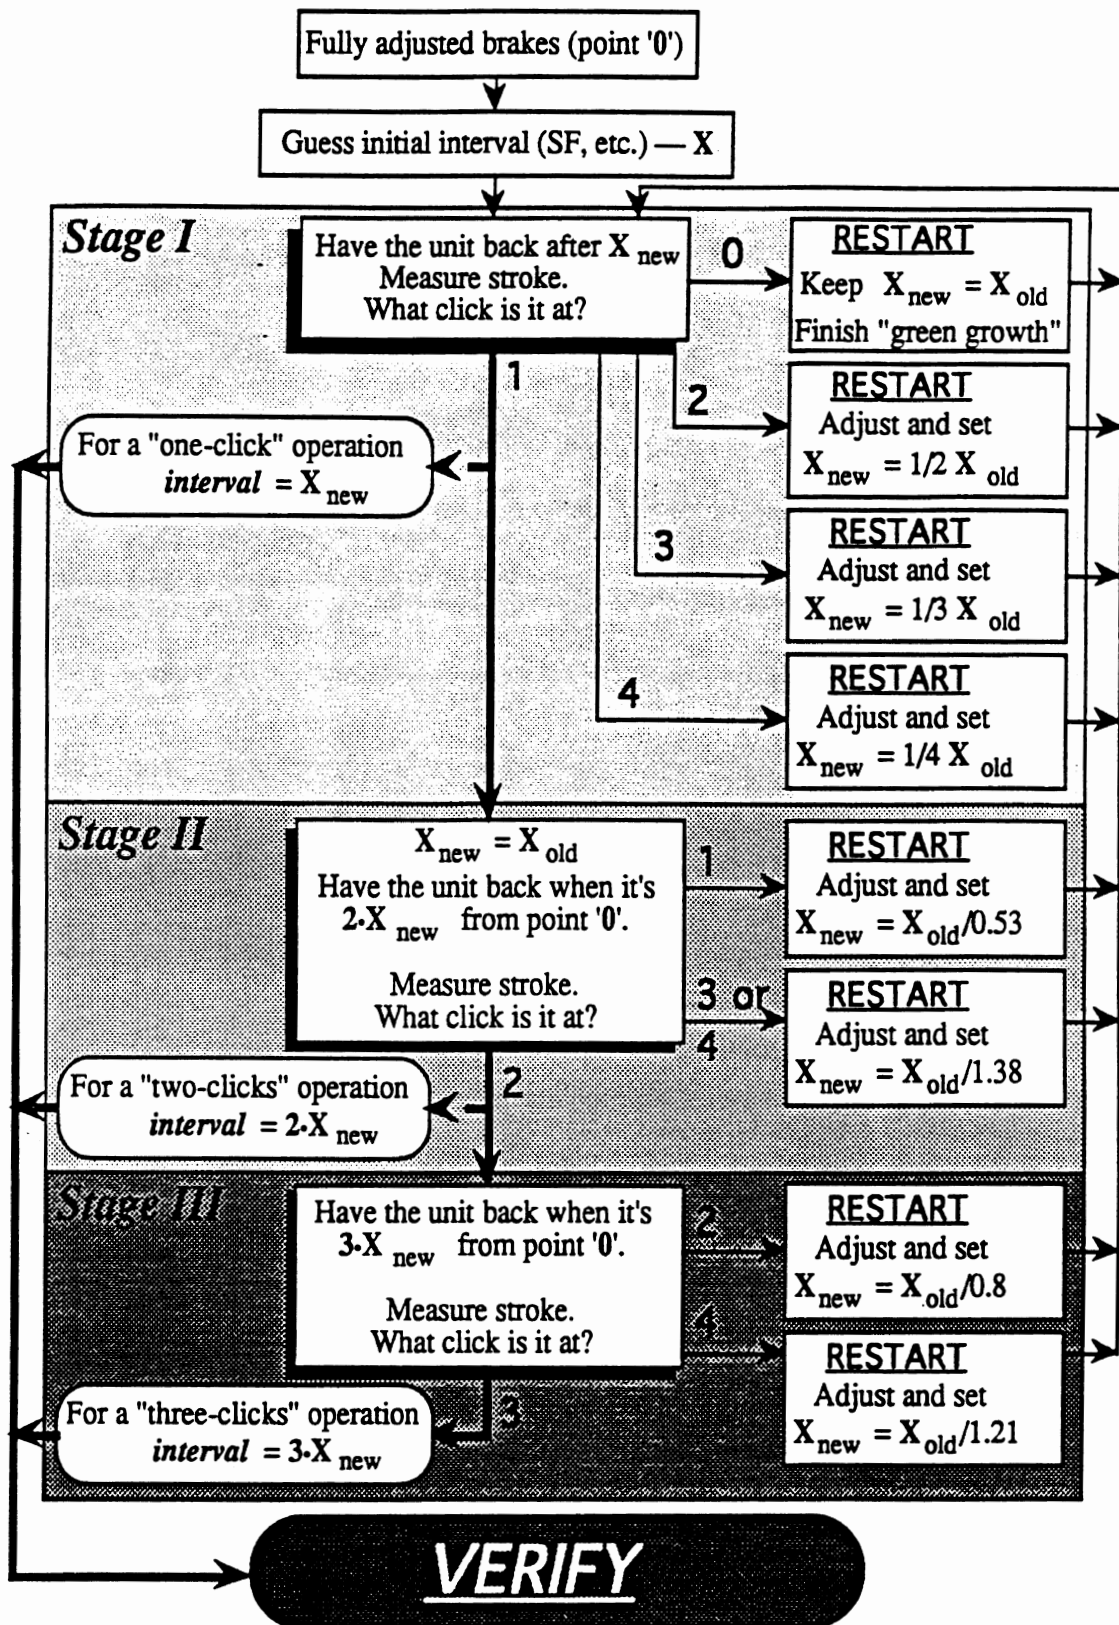 Fully adjusted brakes (point '0')
Guess initial interval (SF, etc.) — X
Stage I
Have the unit back after X new
Measure stroke.
What click is it at?
0
RESTART
Keep X new = X old
Finish "green growth"
1
2
RESTART
Adjust and set
X new = 1/2 X old
For a "one-click" operation
interval = X new
3
RESTART
Adjust and set
X new = 1/3 X old
4
RESTART
Adjust and set
X new = 1/4 X old
Stage II
X new = X old
Have the unit back when it's
2·X new from point '0'.
Measure stroke.
What click is it at?
1
RESTART
Adjust and set
X new = X old/0.53
3 or
4
RESTART
Adjust and set
X new = X old/1.38
2
For a "two-clicks" operation
interval = 2·X new
Stage III
Have the unit back when it's
3·X new from point '0'.
Measure stroke.
What click is it at?
2
RESTART
Adjust and set
X new = X old/0.8
4
RESTART
Adjust and set
X new = X old/1.21
3
For a "three-clicks" operation
interval = 3·X new
VERIFY